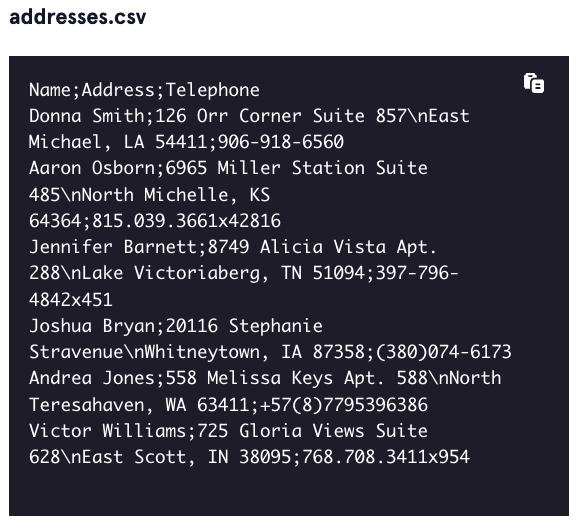 addresses.csv
Name;Address;Telephone
Donna Smith;126 Orr Corner Suite 857\nEast
Michael, LA 54411;906-918-6560
Aaron Osborn;6965 Miller Station Suite
485\nNorth Michelle, KS
64364;815.039.3661x42816
Jennifer Barnett;8749 Alicia Vista Apt.
288\nLake Victoriaberg, TN 51094;397-796-
4842x451
Joshua Bryan;20116 Stephanie
Stravenue\nWhitneytown, IA 87358;(380)074-6173
Andrea Jones;558 Melissa Keys Apt. 588\nNorth
Teresahaven, WA 63411;+57(8)7795396386
Victor Williams;725 Gloria Views Suite
628\nEast Scott, IN 38095;768.708.3411x954